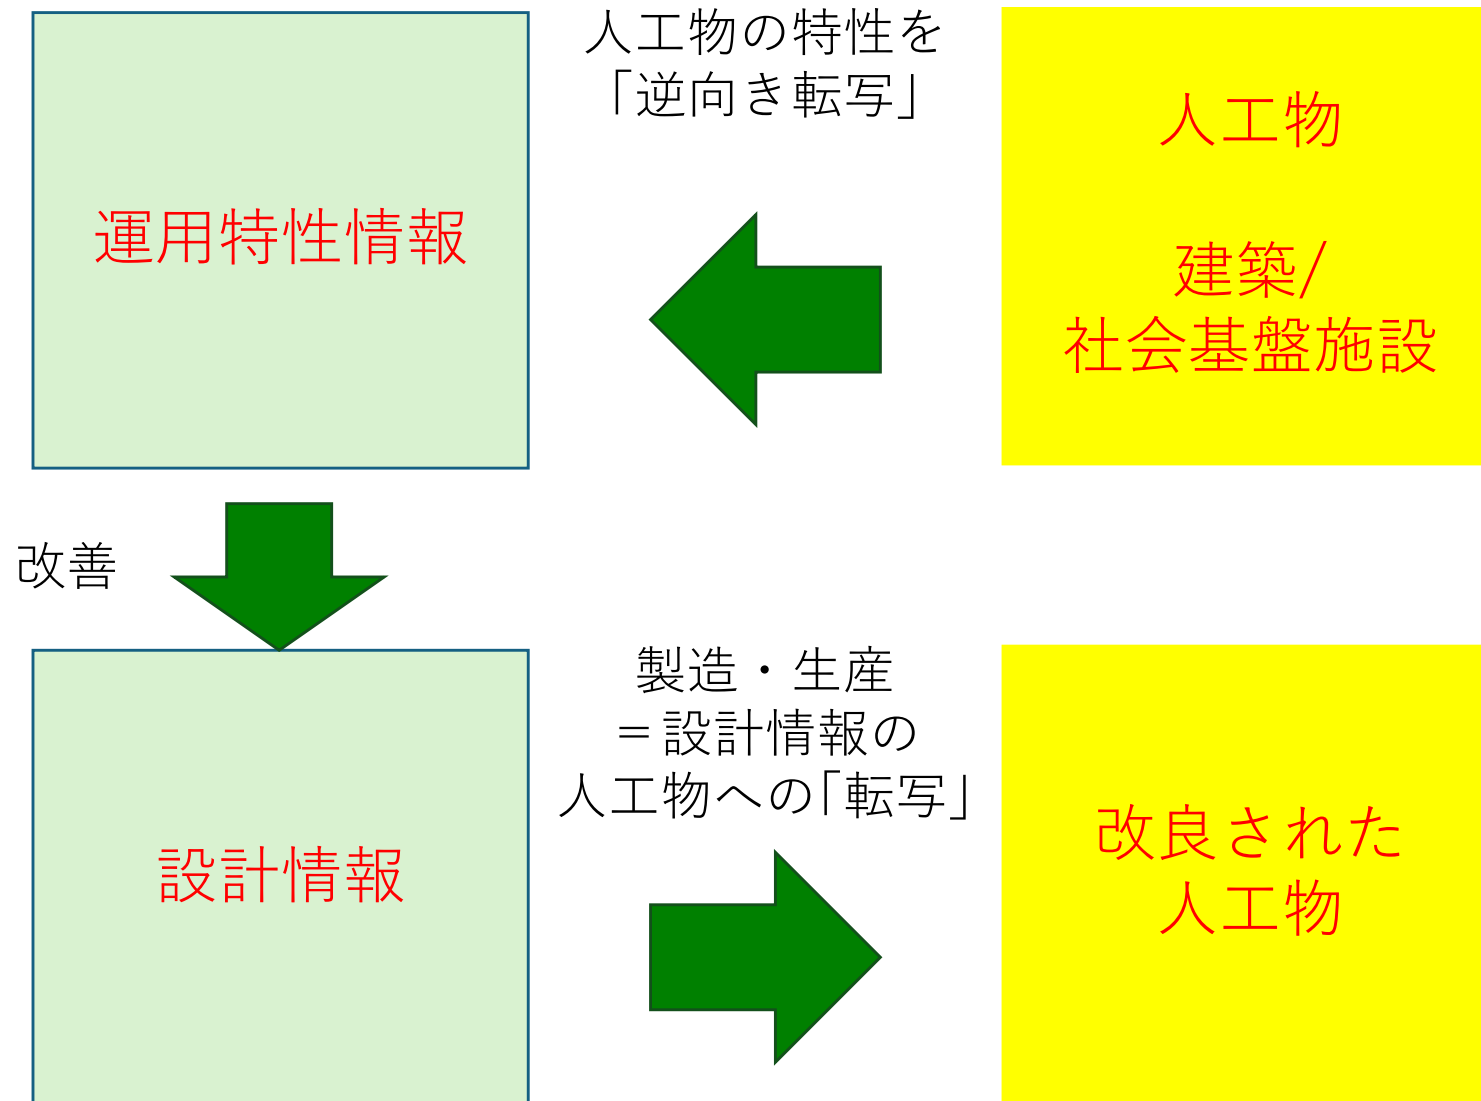 人工物の特性を
「逆向き転写」
人工物
建築/
社会基盤施設
運用特性情報
改善
製造・生産
＝設計情報の
人工物への「転写」
設計情報
改良された
人工物